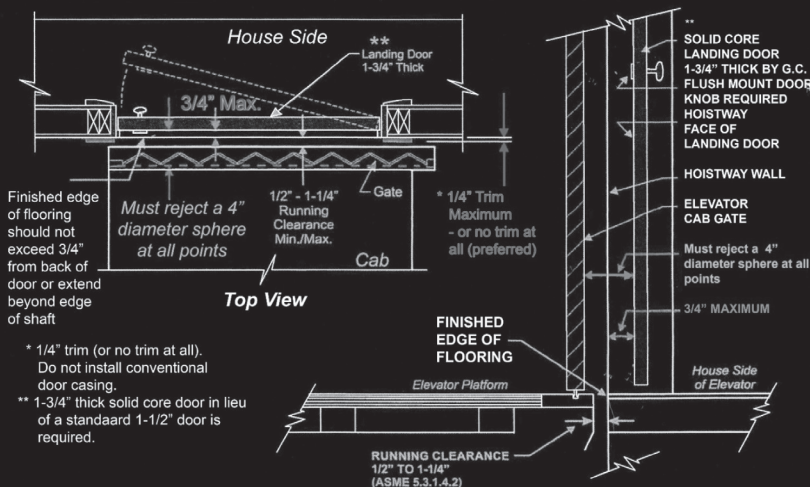 House Side
**
Landing Door
1-3/4" Thick
3/4" Max.
Finished edge
of flooring
should not
exceed 3/4"
from back of
door or extend
beyond edge
of shaft
Must reject a 4"
diameter sphere
at all points
1/2" - 1-1/4"
Running
Clearance
Min./Max.
Gate
* 1/4" Trim
Maximum
- or no trim at
all (preferred)
Cab
Top View
* 1/4" trim (or no trim at all).
Do not install conventional
door casing.
** 1-3/4" thick solid core door in lieu
of a standaard 1-1/2" door is
required.
**
SOLID CORE
LANDING DOOR
1-3/4" THICK BY G.C.
FLUSH MOUNT DOOR
KNOB REQUIRED
HOISTWAY
FACE OF
LANDING DOOR
HOISTWAY WALL
ELEVATOR
CAB GATE
Must reject a 4"
diameter sphere at all
points
3/4" MAXIMUM
FINISHED
EDGE OF
FLOORING
Elevator Platform
House Side
of Elevator
RUNNING CLEARANCE
1/2" TO 1-1/4"
(ASME 5.3.1.4.2)